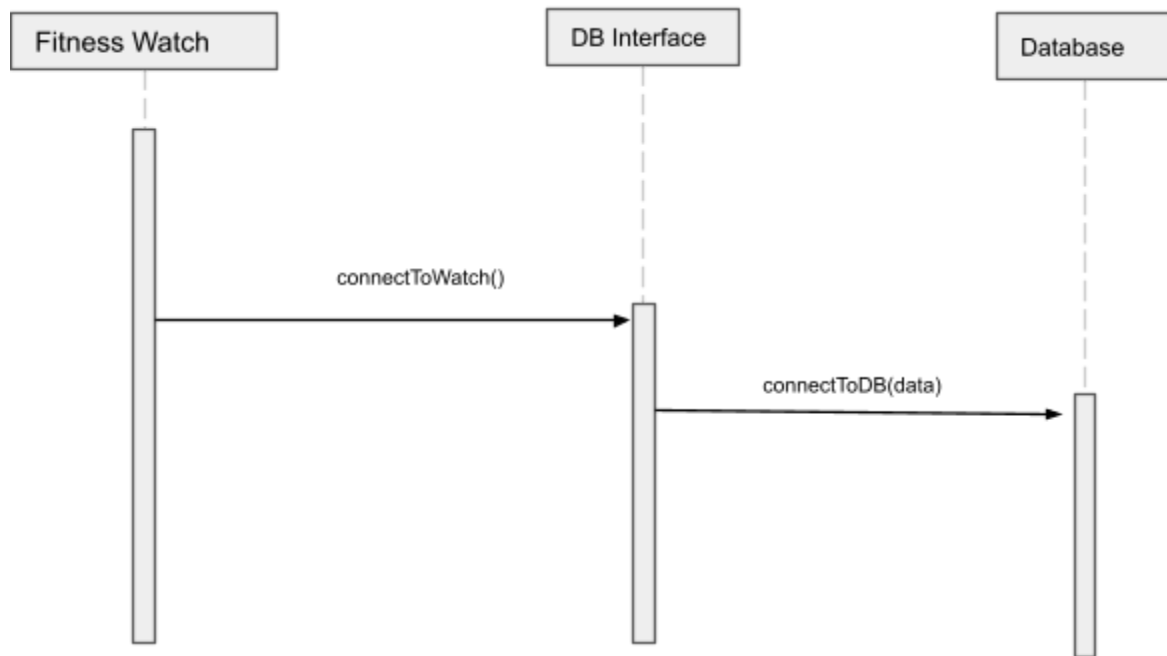 Fitness Watch
DB Interface
Database
connectToWatch()
connectToDB(data)